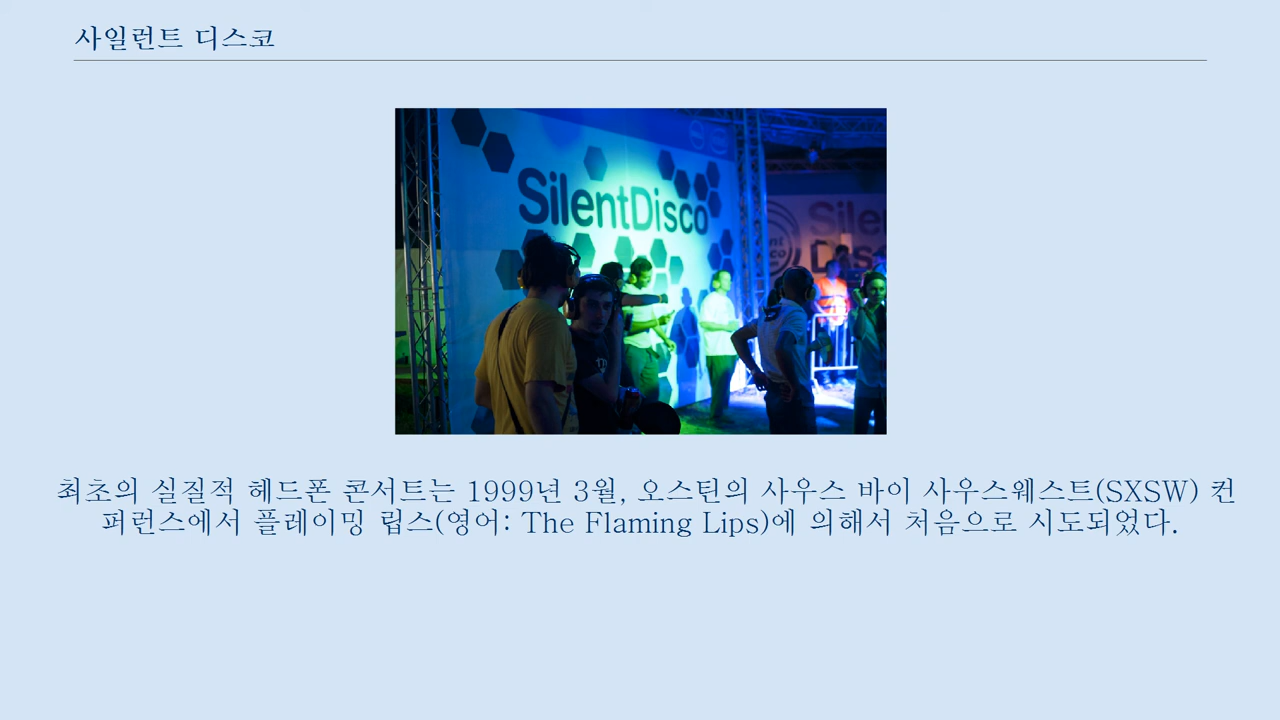 사일런트 디스코
SilentDisco
최초의 실질적 헤드폰 콘서트는 1999년 3월, 오스틴의 사우스 바이 사우스웨스트(SXSW) 컨
퍼런스에서 플레이밍 립스(영어: The Flaming Lips)에 의해서 처음으로 시도되었다.